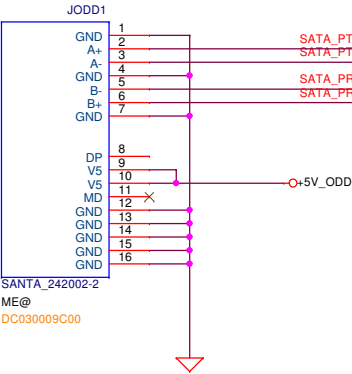 JODD1
GND 1
A+ 2 SATA_PT
A- 3 SATA_PT
GND 4
B- 5 SATA_PR
B+ 6 SATA_PR
GND 7
DP 8
V5 9
V5 10 +5V_ODD
MD 11
GND 12
GND 13
GND 14
GND 15
GND 16
SANTA_242002-2
ME@
DC030009C00